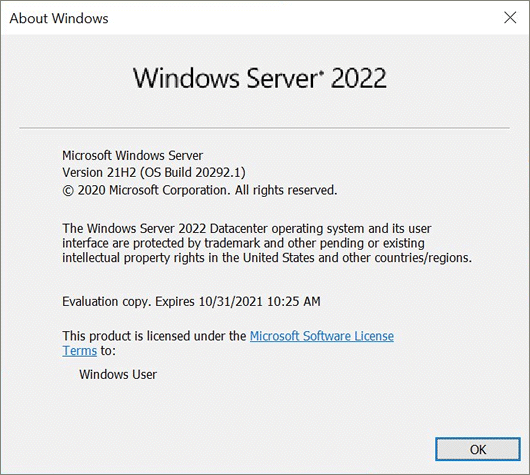 About Windows
Windows Server® 2022
Microsoft Windows Server
Version 21H2 (OS Build 20292.1)
© 2020 Microsoft Corporation. All rights reserved.
The Windows Server 2022 Datacenter operating system and its user
interface are protected by trademark and other pending or existing
intellectual property rights in the United States and other countries/regions.
Evaluation copy. Expires 10/31/2021 10:25 AM
This product is licensed under the Microsoft Software License
Terms to:
Windows User
OK